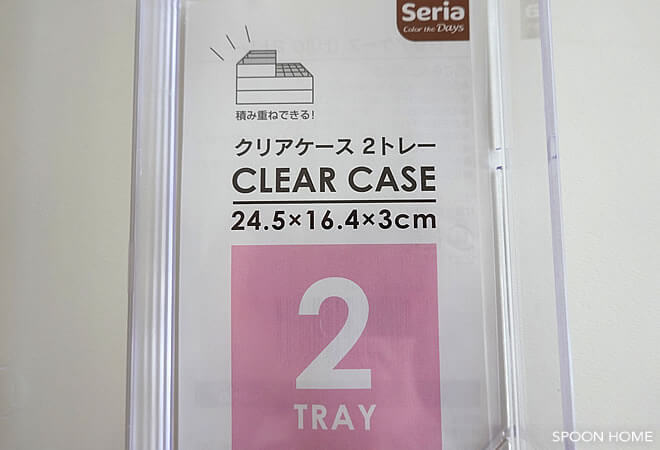 Seria
Color the Days
積み重ねできる!
クリアケース 2トレー
CLEAR CASE
24.5×16.4×3cm
2
TRAY
SPOON HOME